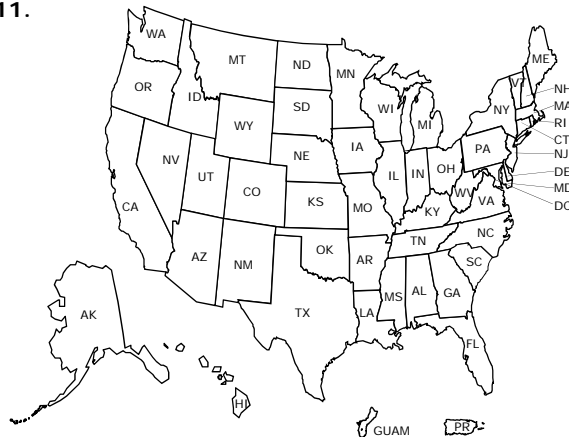 11.
WA
MT
ND
MN
ME
OR
ID
SD
WI
MI
VT
NH
NY
MA
RI
CT
WY
NE
IA
PA
NJ
NV
UT
CO
IL
IN
OH
DE
MD
WV
VA
DC
CA
KS
MO
KY
NC
AZ
NM
OK
AR
TN
SC
TX
LA
MS
AL
GA
FL
AK
HI
GUAM
PR